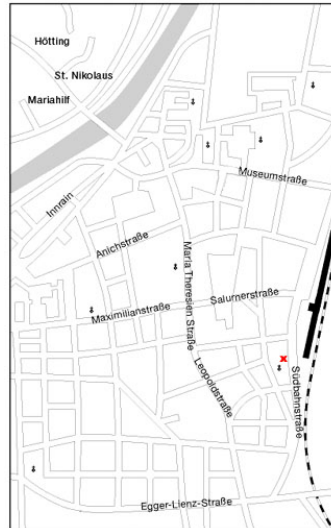 Hötting
St. Nikolaus
Mariahilf
Museumstraße
Innrain
Anichstraße
Maria Theresien Straße
Salurnerstraße
Maximilianstraße
Leopoldstraße
Südbahnstraße
Egger-Lienz-Straße